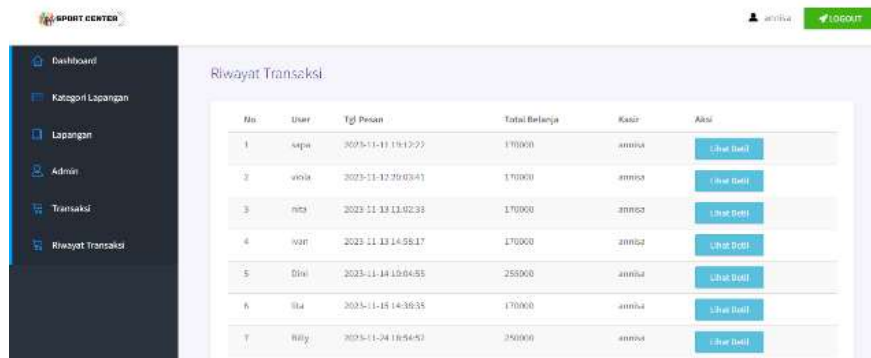 SPORT CENTER
annisa
LOGOUT
Dashboard
Kategori Lapangan
Lapangan
Admin
Transaksi
Riwayat Transaksi
Riwayat Transaksi
No User Tgl Pesan Total Belanja Kasir Aksi
1 sapa 2023-11-11 19:12:22 170000 annisa Lihat Detil
2 2023-11-12 20:03:41 170000 annisa Lihat Detil
3 nita 2023-11-13 11:02:33 170000 annisa Lihat Detil
4 ivan 2023-11-13 14:55:17 170000 annisa Lihat Detil
5 Dini 2023-11-14 10:04:55 255000 annisa Lihat Detil
6 lita 2023-11-15 14:39:35 170000 annisa Lihat Detil
7 Billy 2023-11-24 18:54:52 250000 annisa Lihat Detil